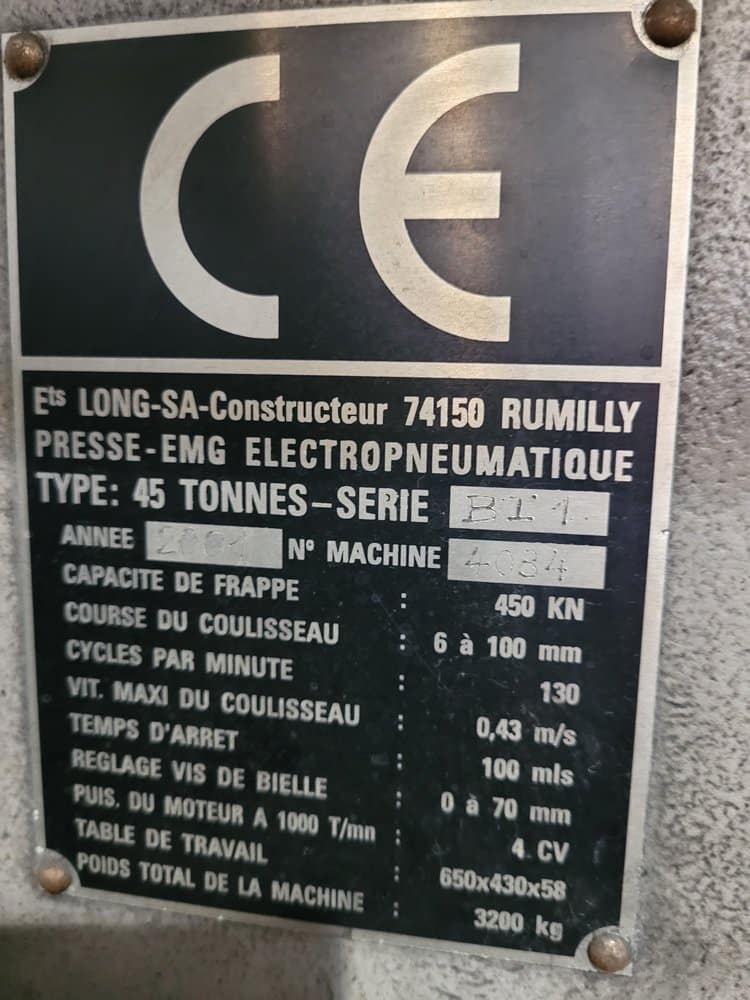 CE
Ets LONG-SA-Constructeur 74150 RUMILLY
PRESSE-EMG ELECTROPNEUMATIQUE
TYPE: 45 TONNES-SERIE BI1.
ANNEE 2001 N° MACHINE 4034
CAPACITE DE FRAPPE : 450 KN
COURSE DU COULISSEAU : 6 à 100 mm
CYCLES PAR MINUTE : 130
VIT. MAXI DU COULISSEAU : 0,43 m/s
TEMPS D'ARRET : 100 mls
REGLAGE VIS DE BIELLE : 0 à 70 mm
PUIS. DU MOTEUR A 1000 T/mn : 4 CV
TABLE DE TRAVAIL : 650x430x58
POIDS TOTAL DE LA MACHINE : 3200 kg